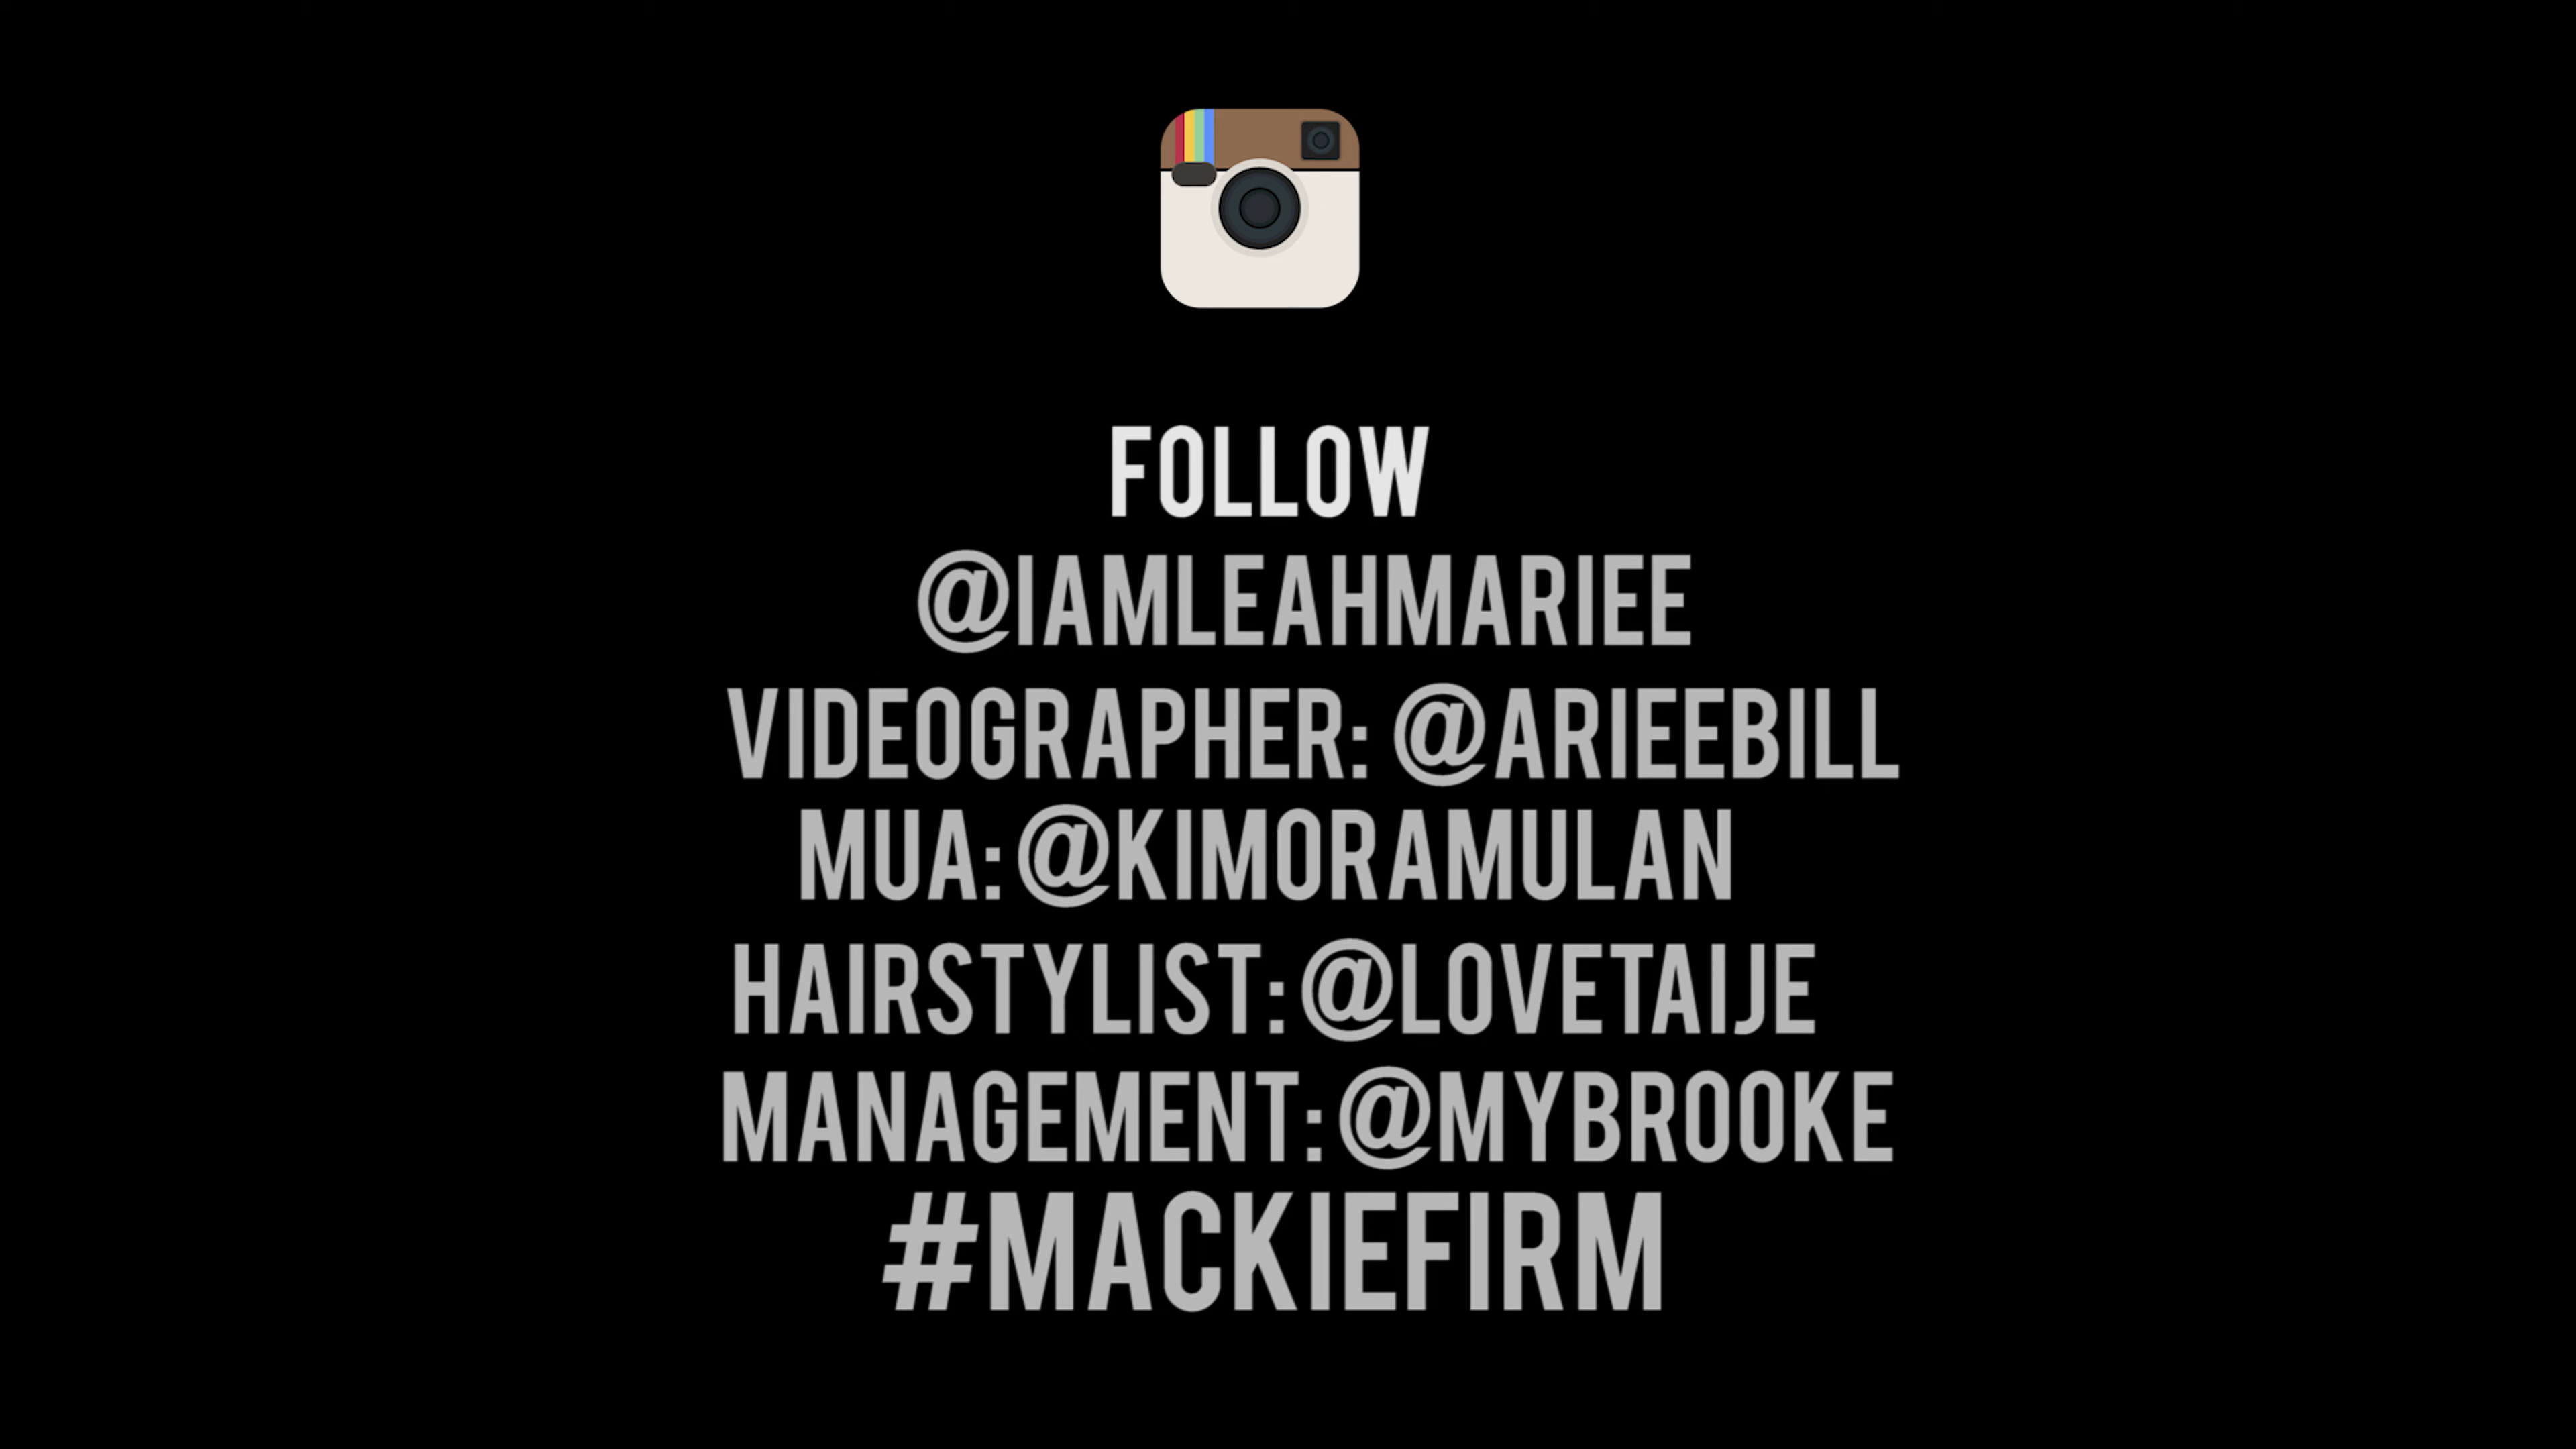 FOLLOW
@IAMLEAHMARIEE
VIDEOGRAPHER: @ARIEEBILL
MUA: @KIMORAMULAN
HAIRSTYLIST: @LOVETAIJE
MANAGEMENT: @MYBROOKE
#MACKIEFIRM